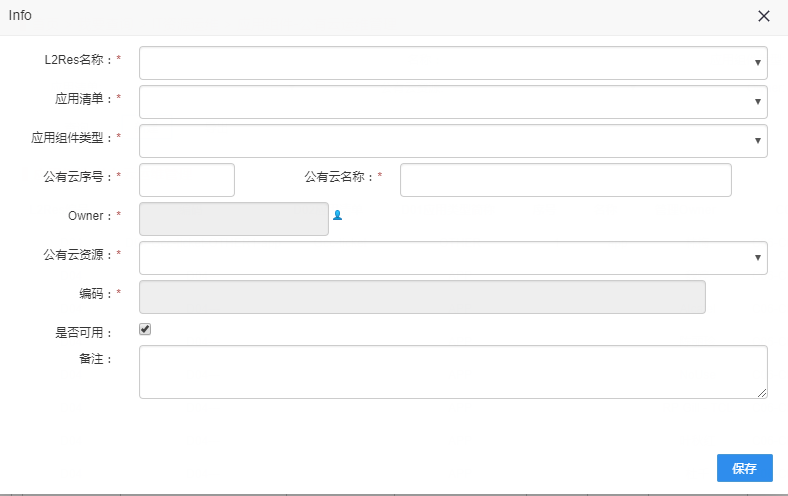 Info
L2Res名称：*
应用清单：*
应用组件类型：*
公有云序号：* 公有云名称：*
Owner：*
公有云资源：*
编码：*
是否可用：
备注：
保存